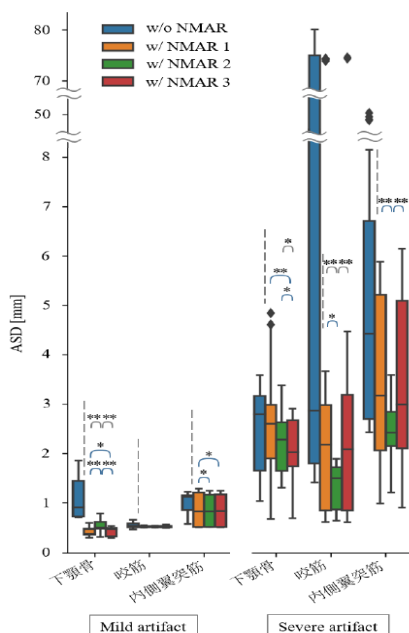 w/o NMAR
w/ NMAR 1
w/ NMAR 2
w/ NMAR 3
ASD [mm]
80
70
50
8
7
6
5
4
3
2
1
0
** **
*
** **
*
*
*
**
*
** **
*
** **
下顎骨
咬筋
内側翼突筋
下顎骨
咬筋
内側翼突筋
Mild artifact
Severe artifact